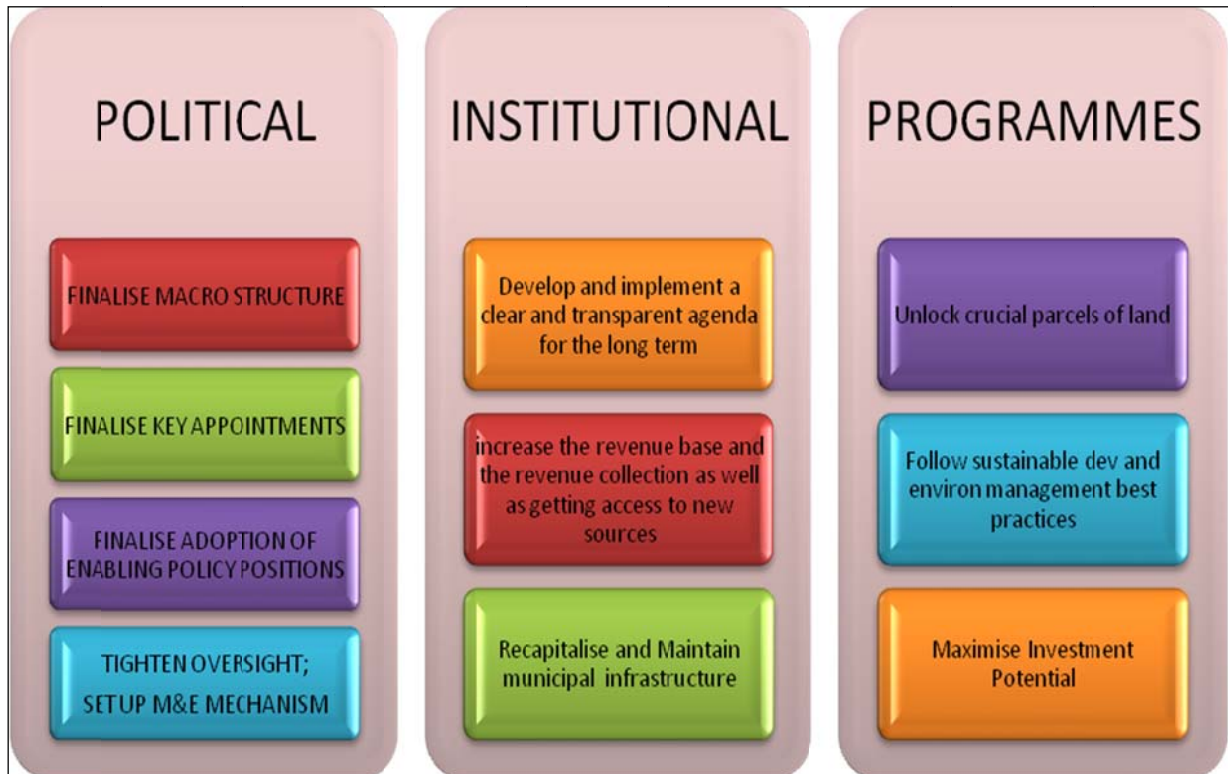 POLITICAL
FINALISE MACRO STRUCTURE
FINALISE KEY APPOINTMENTS
FINALISE ADOPTION OF
ENABLING POLICY POSITIONS
TIGHTEN OVERSIGHT;
SETUP M&E MECHANISM
INSTITUTIONAL
Develop and implement a
clear and transparent agenda
for the long term
increase the revenue base and
the revenue collection as well
as getting access to new
sources
Recapitalise and Maintain
municipal infrastructure
PROGRAMMES
Unlock crucial parcels of land
Follow sustainable dev and
environ management best
practices
Maximise Investment
Potential